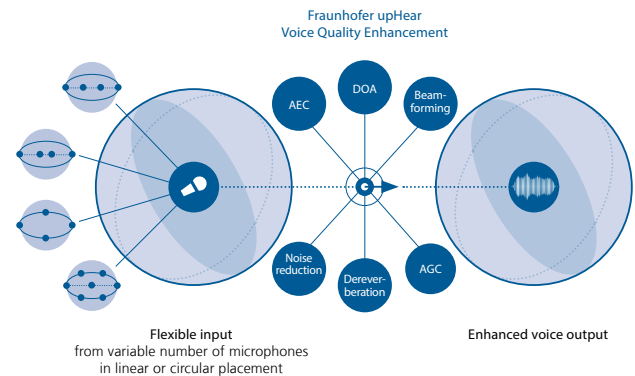 Fraunhofer upHear
Voice Quality Enhancement
AEC
DOA
Beam-
forming
Noise
reduction
Derever-
beration
AGC
Flexible input
from variable number of microphones
in linear or circular placement
Enhanced voice output